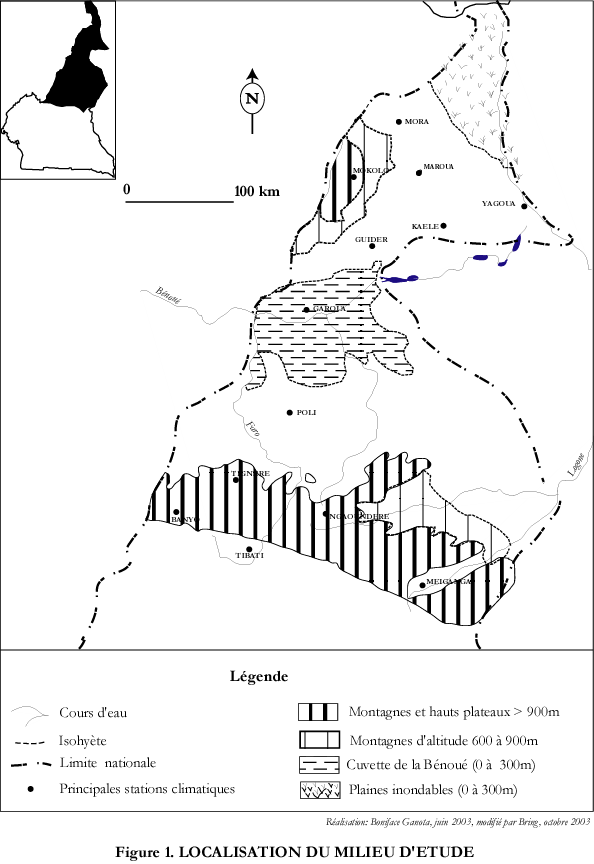 N
MORA
MOKOLO
MAROUA
0 100 km
YAGOUA
KAELE
GUIDER
Bénoué
GAROUA
POLI
Faro
Logone
TIGNERE
BANYO
NGAOUNDERE
TIBATI
MEIGANGA
Légende
Cours d'eau
Isohyète
Limite nationale
Principales stations climatiques
Montagnes et hauts plateaux > 900m
Montagnes d'altitude 600 à 900m
Cuvette de la Bénoué (0 à 300m)
Plaines inondables (0 à 300m)
Réalisation: Boniface Ganota, juin 2003, modifié par Bring, octobre 2003
Figure 1. LOCALISATION DU MILIEU D'ETUDE